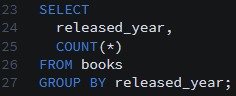 23 SELECT
24   released_year,
25   COUNT(*)
26 FROM books
27 GROUP BY released_year;